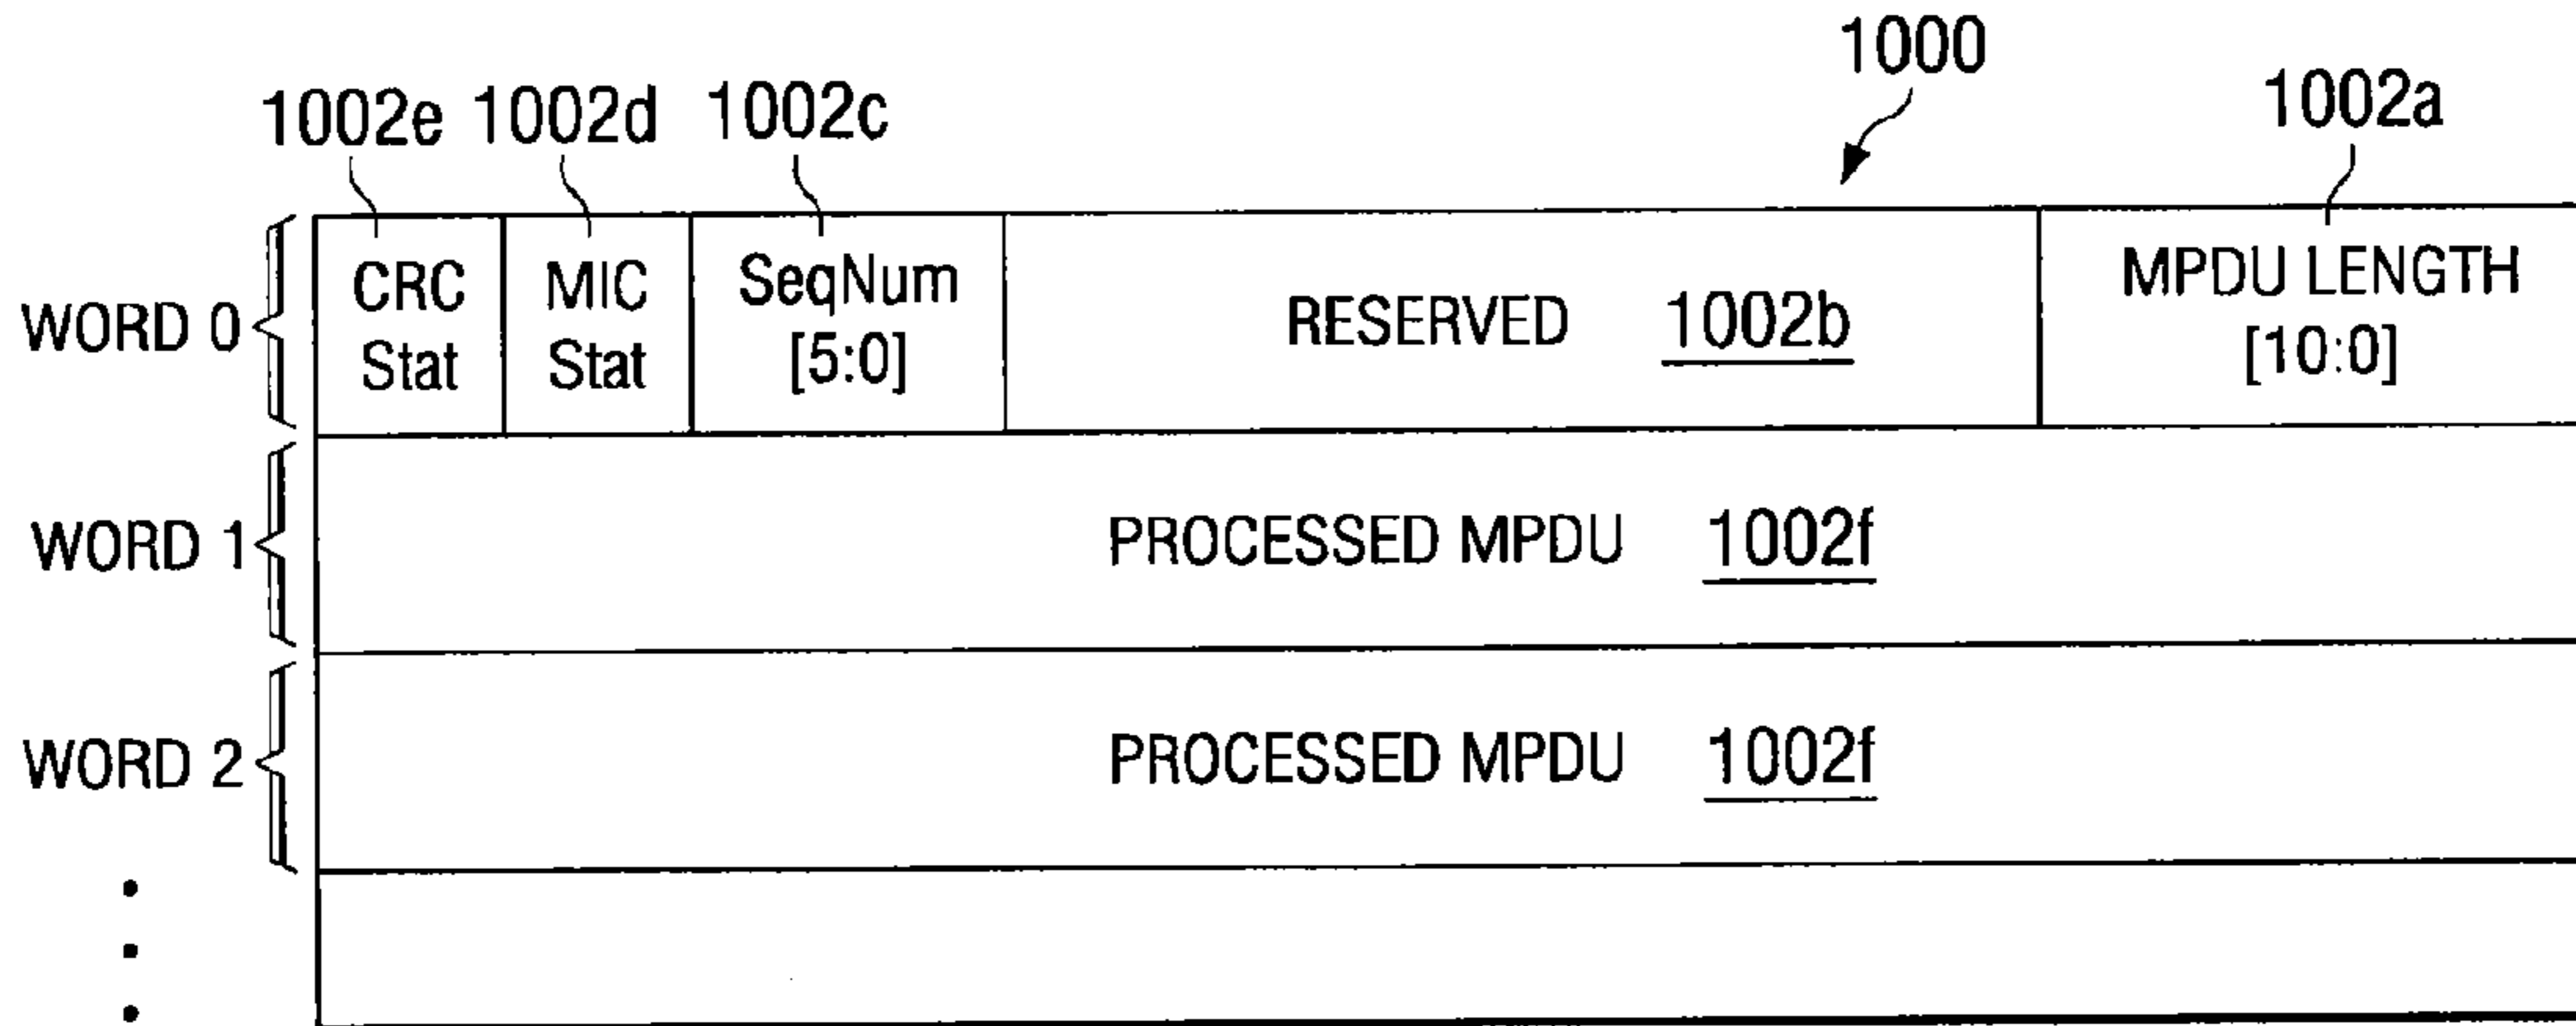 1000
1002e 1002d 1002c 1002a
WORD 0
CRC Stat
MIC Stat
SeqNum [5:0]
RESERVED 1002b
MPDU LENGTH [10:0]
WORD 1
PROCESSED MPDU 1002f
WORD 2
PROCESSED MPDU 1002f